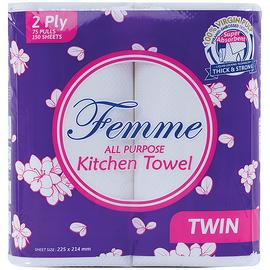 2 Ply
75 PULLS
150 SHEETS
100% VIRGIN PULP
Super
Absorbent
THICK & STRONG
Femme
ALL PURPOSE
Kitchen Towel
TWIN
SHEET SIZE: 225 x 214 mm